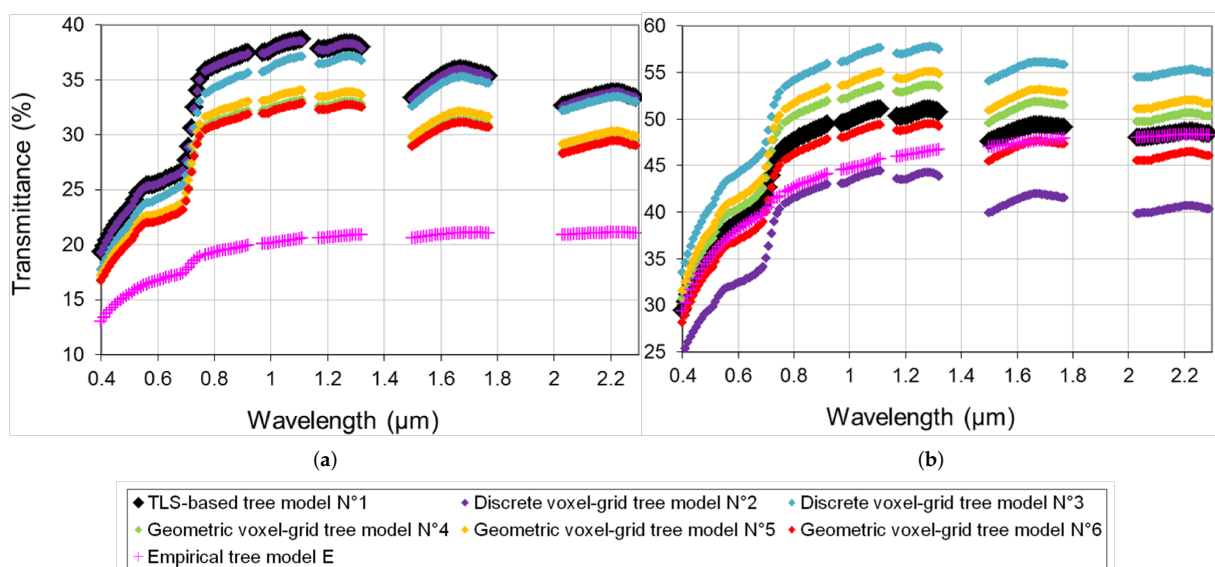 Transmittance (%)
40
35
30
25
20
15
10
0.4 0.6 0.8 1 1.2 1.4 1.6 1.8 2 2.2
Wavelength (µm)
(a)
60
55
50
45
40
35
30
25
0.4 0.6 0.8 1 1.2 1.4 1.6 1.8 2 2.2
Wavelength (µm)
(b)
TLS-based tree model N°1 Discrete voxel-grid tree model N°2 Discrete voxel-grid tree model N°3
Geometric voxel-grid tree model N°4 Geometric voxel-grid tree model N°5 Geometric voxel-grid tree model N°6
Empirical tree model E